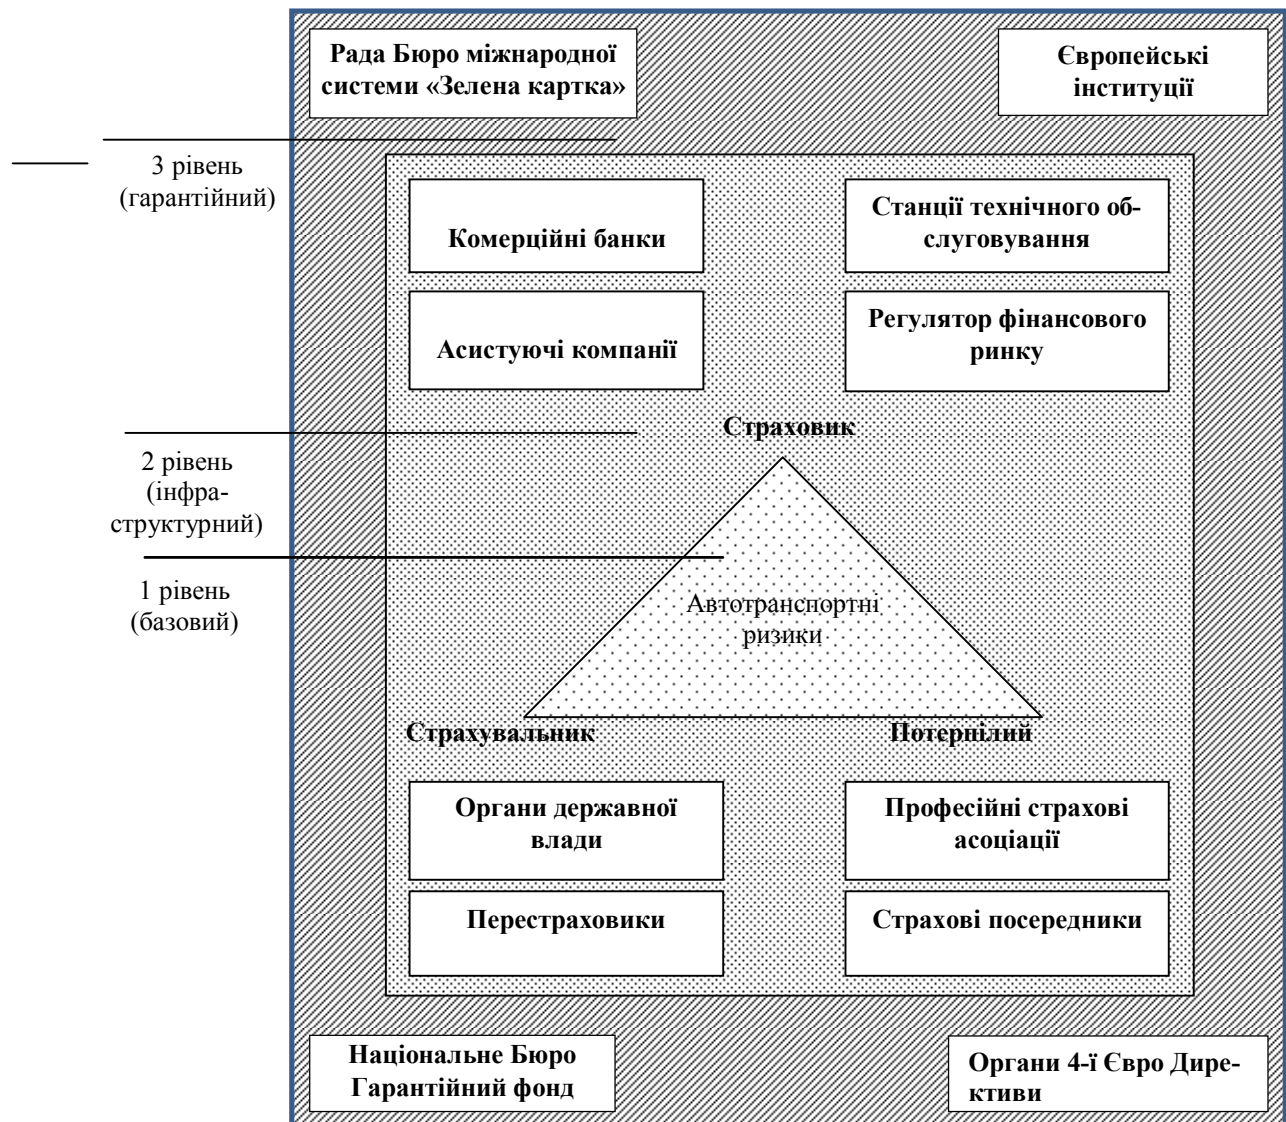 Рада Бюро міжнародної
системи «Зелена картка»
Європейські
інституції
3 рівень
(гарантійний)
Комерційні банки
Станції технічного об-
слуговування
Асистуючі компанії
Регулятор фінансового
ринку
Страховик
2 рівень
(інфра-
структурний)
1 рівень
(базовий)
Автотранспортні
ризики
Страхувальник
Потерпілий
Органи державної
влади
Професійні страхові
асоціації
Перестраховики
Страхові посередники
Національне Бюро
Гарантійний фонд
Органи 4-ї Євро Дире-
ктиви